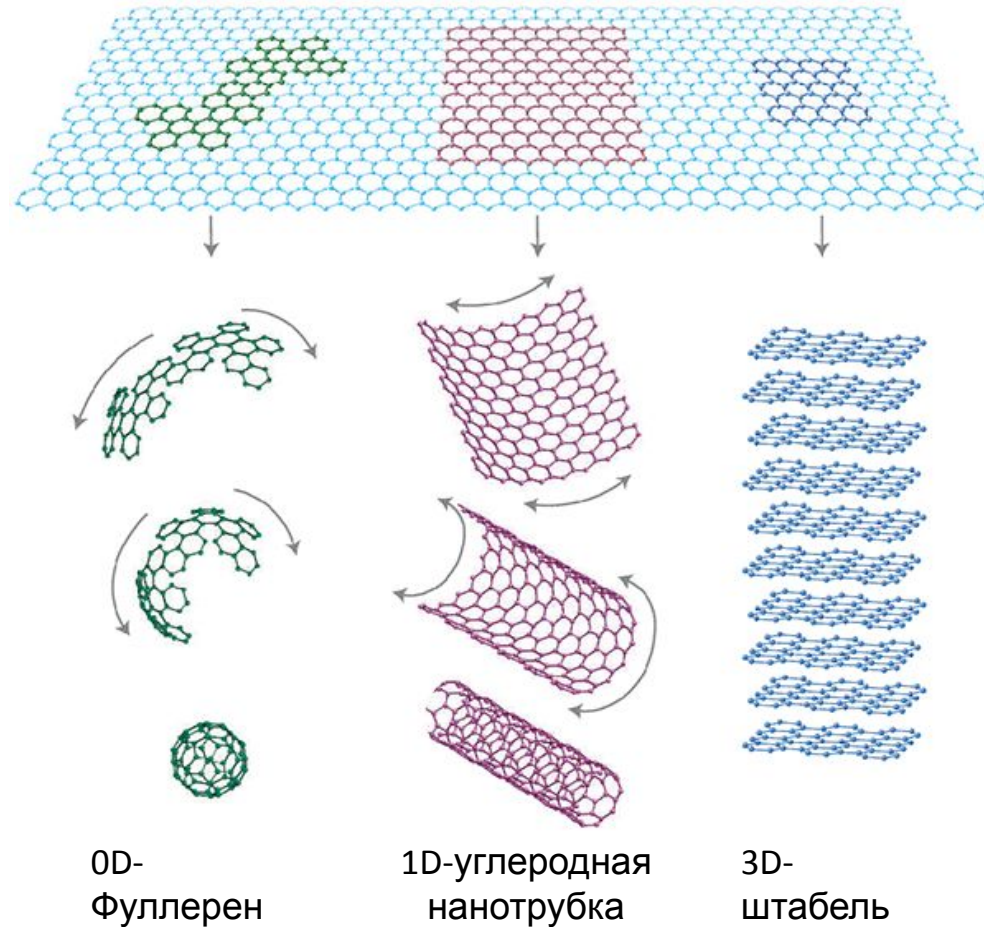 0D-
Фуллерен
1D-углеродная
нанотрубка
3D-
штабель